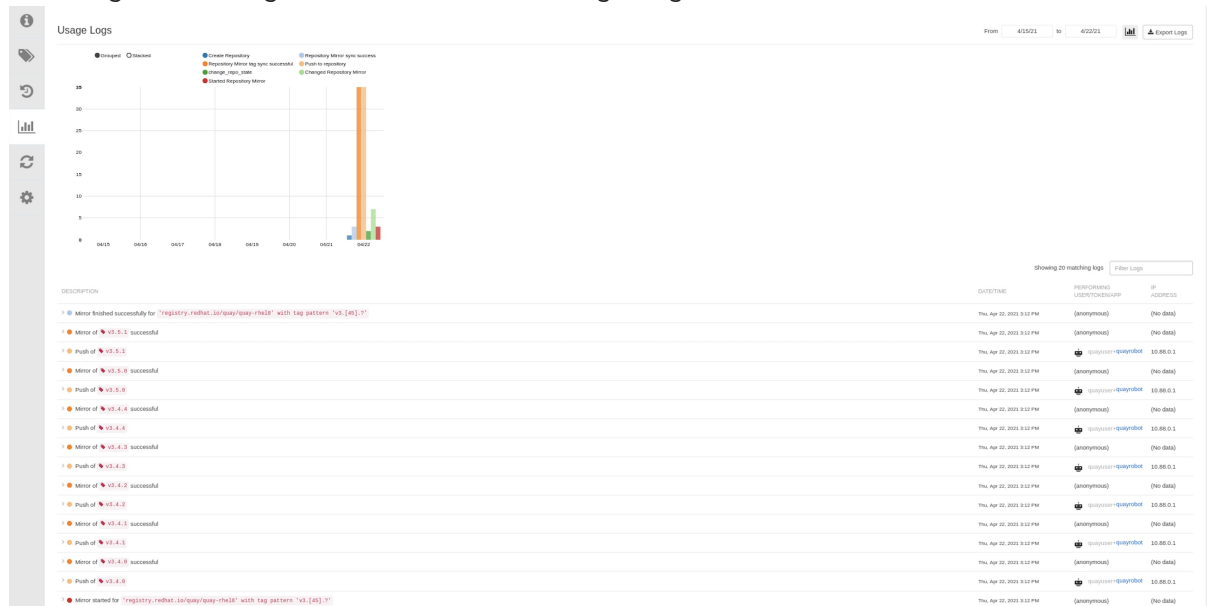 Usage Logs
From 4/15/21 to 4/22/21 Export Logs
Grouped Stacked
Create Repository Repository Mirror sync success
Repository Mirror tag sync successful Push to repository
change_repo_state Changed Repository Mirror
Started Repository Mirror
35
30
25
20
15
10
5
0
04/15 04/16 04/17 04/18 04/19 04/20 04/21 04/22
Showing 20 matching logs Filter Logs
DESCRIPTION DATE/TIME PERFORMING USER/TOKEN/APP IP ADDRESS
Mirror finished successfully for 'registry.redhat.io/quay/quay-rhel8' with tag pattern 'v3.[45].?' Thu, Apr 22, 2021 3:12 PM (anonymous) (No data)
Mirror of v3.5.1 successful Thu, Apr 22, 2021 3:12 PM (anonymous) (No data)
Push of v3.5.1 Thu, Apr 22, 2021 3:12 PM quayuser+quayrobot 10.88.0.1
Mirror of v3.5.0 successful Thu, Apr 22, 2021 3:12 PM (anonymous) (No data)
Push of v3.5.0 Thu, Apr 22, 2021 3:12 PM quayuser+quayrobot 10.88.0.1
Mirror of v3.4.4 successful Thu, Apr 22, 2021 3:12 PM (anonymous) (No data)
Push of v3.4.4 Thu, Apr 22, 2021 3:12 PM quayuser+quayrobot 10.88.0.1
Mirror of v3.4.3 successful Thu, Apr 22, 2021 3:12 PM (anonymous) (No data)
Push of v3.4.3 Thu, Apr 22, 2021 3:12 PM quayuser+quayrobot 10.88.0.1
Mirror of v3.4.2 successful Thu, Apr 22, 2021 3:12 PM (anonymous) (No data)
Push of v3.4.2 Thu, Apr 22, 2021 3:12 PM quayuser+quayrobot 10.88.0.1
Mirror of v3.4.1 successful Thu, Apr 22, 2021 3:12 PM (anonymous) (No data)
Push of v3.4.1 Thu, Apr 22, 2021 3:12 PM quayuser+quayrobot 10.88.0.1
Mirror of v3.4.0 successful Thu, Apr 22, 2021 3:12 PM (anonymous) (No data)
Push of v3.4.0 Thu, Apr 22, 2021 3:12 PM quayuser+quayrobot 10.88.0.1
Mirror started for 'registry.redhat.io/quay/quay-rhel8' with tag pattern 'v3.[45].?' Thu, Apr 22, 2021 3:12 PM (anonymous) (No data)